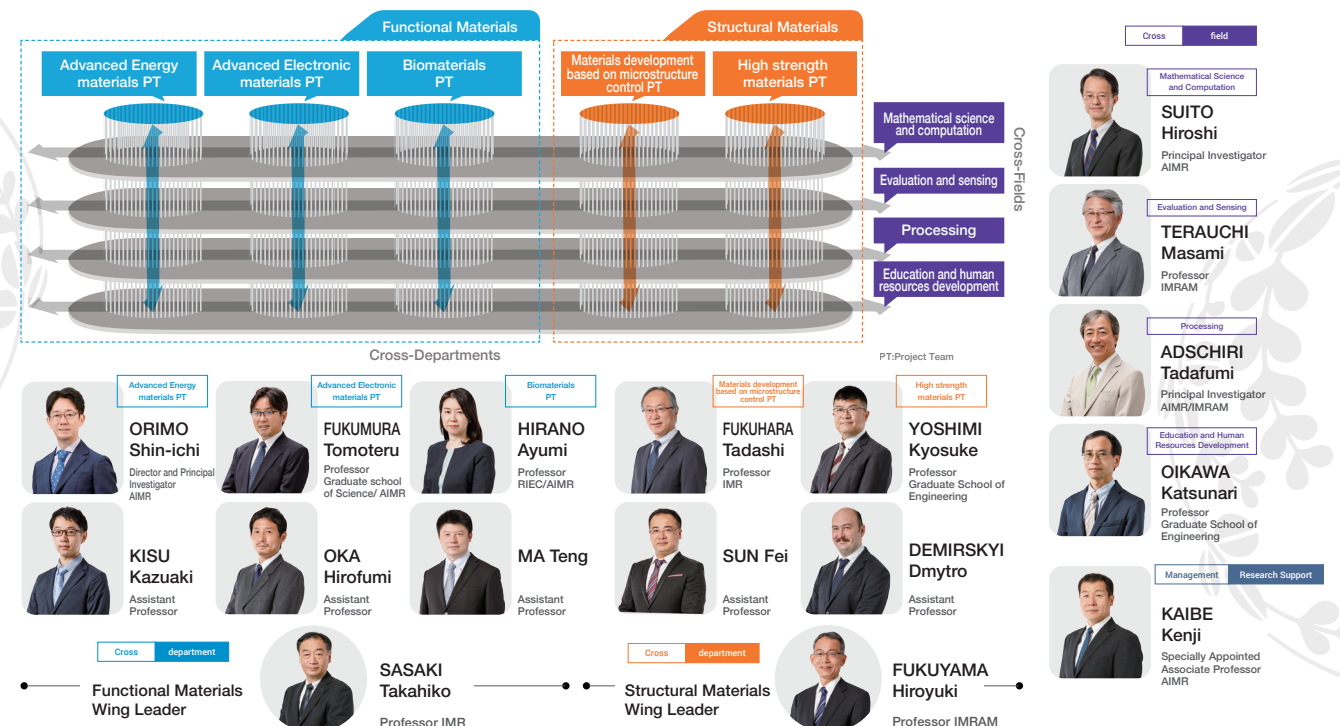 Functional Materials
Structural Materials
Advanced Energy
materials PT
Advanced Electronic
materials PT
Biomaterials
PT
Materials development
based on microstructure
control PT
High strength
materials PT
Mathematical science
and computation
Evaluation and sensing
Processing
Education and human
resources development
Cross-Fields
Cross-Departments
PT:Project Team
Advanced Energy
materials PT
ORIMO
Shin-ichi
Director and Principal
Investigator
AIMR
Advanced Electronic
materials PT
FUKUMURA
Tomoteru
Professor
Graduate school
of Science/ AIMR
Biomaterials
PT
HIRANO
Ayumi
Professor
RIEC/AIMR
Materials development
based on microstructure
control PT
FUKUHARA
Tadashi
Professor
IMR
High strength
materials PT
YOSHIMI
Kyosuke
Professor
Graduate School of
Engineering
KISU
Kazuaki
Assistant
Professor
OKA
Hirofumi
Assistant
Professor
MA Teng
Assistant
Professor
SUN Fei
Assistant
Professor
DEMIRSKYI
Dmytro
Assistant
Professor
Cross department
Functional Materials
Wing Leader
SASAKI
Takahiko
Professor IMR
Cross department
Structural Materials
Wing Leader
FUKUYAMA
Hiroyuki
Professor IMRAM
Cross field
Mathematical Science
and Computation
SUITO
Hiroshi
Principal Investigator
AIMR
Evaluation and Sensing
TERAUCHI
Masami
Professor
IMRAM
Processing
ADSCHIRI
Tadafumi
Principal Investigator
AIMR/IMRAM
Education and Human
Resources Development
OIKAWA
Katsunari
Professor
Graduate School of
Engineering
Management Research Support
KAIBE
Kenji
Specially Appointed
Associate Professor
AIMR